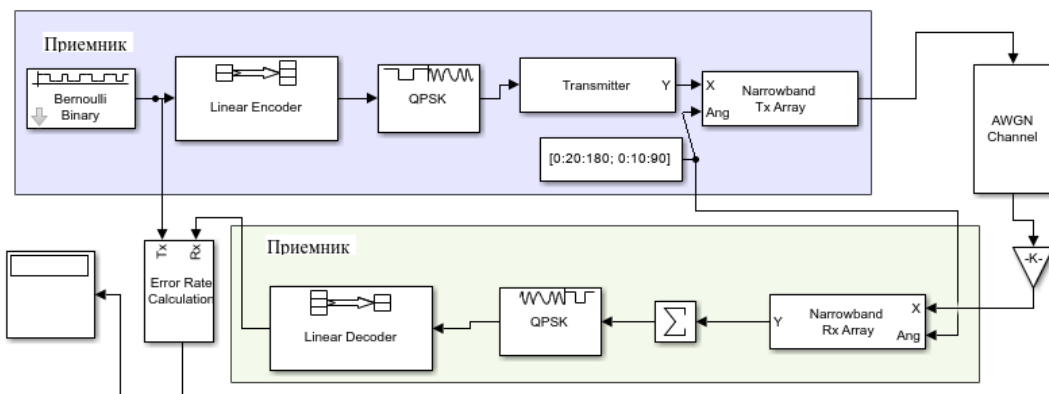 Приемник
Bernoulli
Binary
Linear Encoder
QPSK
Transmitter
Y
X
Ang
Narrowband
Tx Array
[0:20:180; 0:10:90]
AWGN
Channel
-K-
Приемник
Tx
Rx
Error Rate
Calculation
Linear Decoder
QPSK
Σ
Y
Narrowband
Rx Array
X
Ang